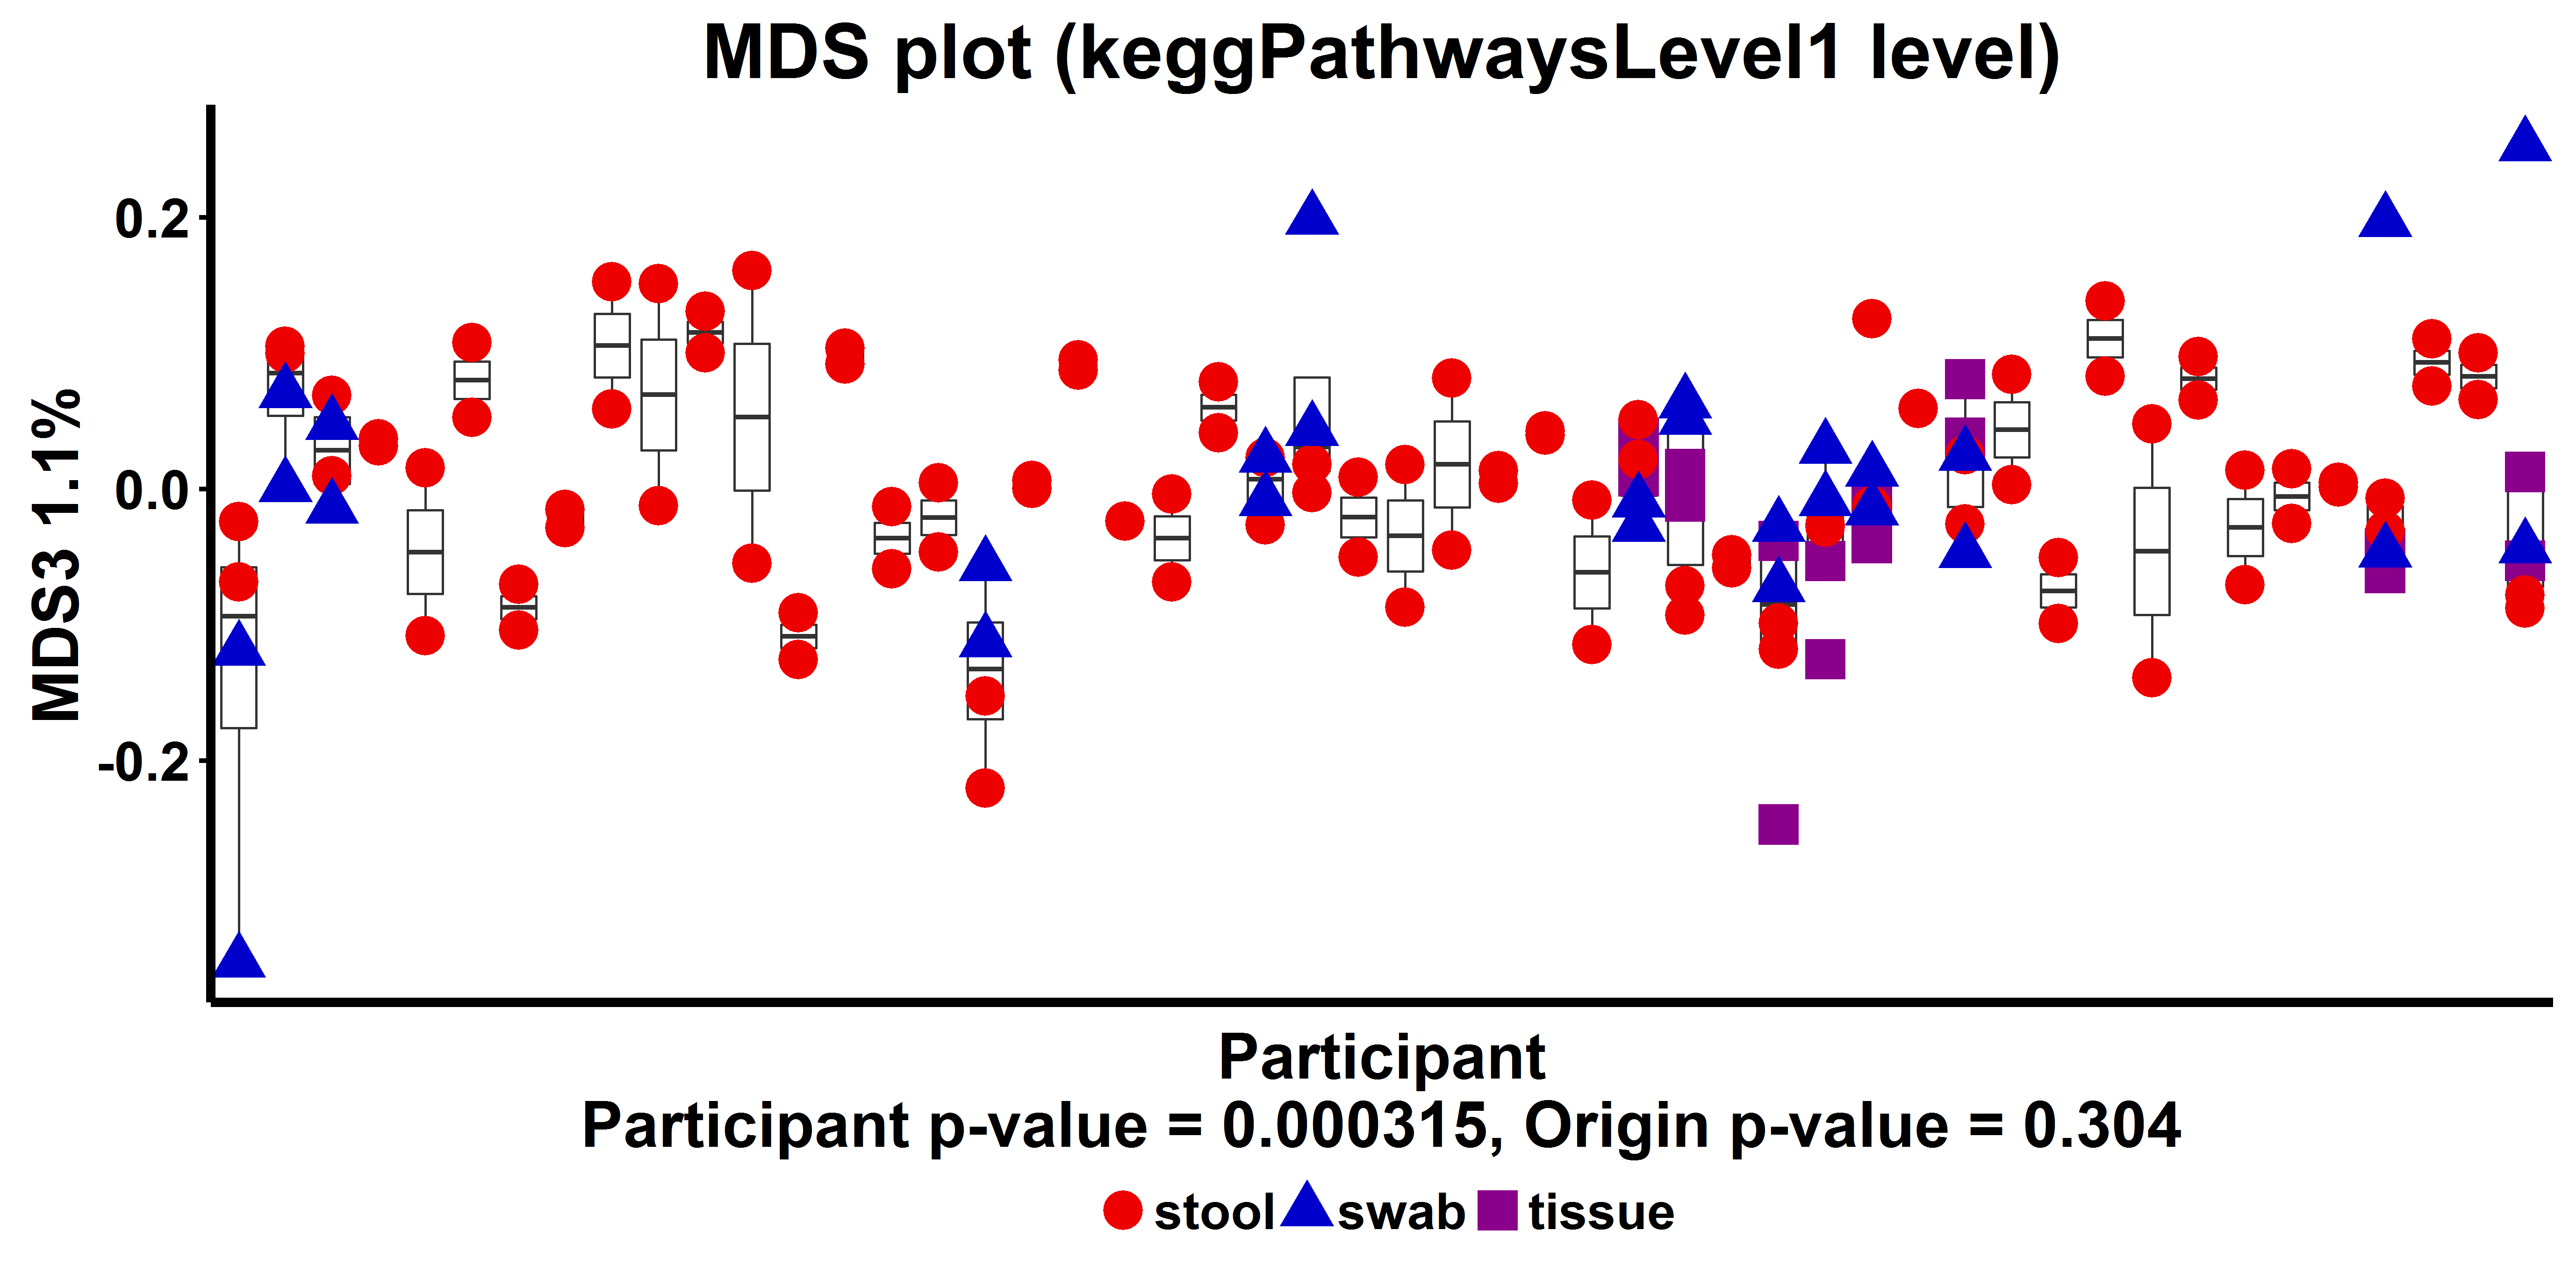 MDS plot (keggPathwaysLevel1 level)
MDS3 1.1%
0.2
0.0
-0.2
Participant
Participant p-value = 0.000315, Origin p-value = 0.304
stool swab tissue